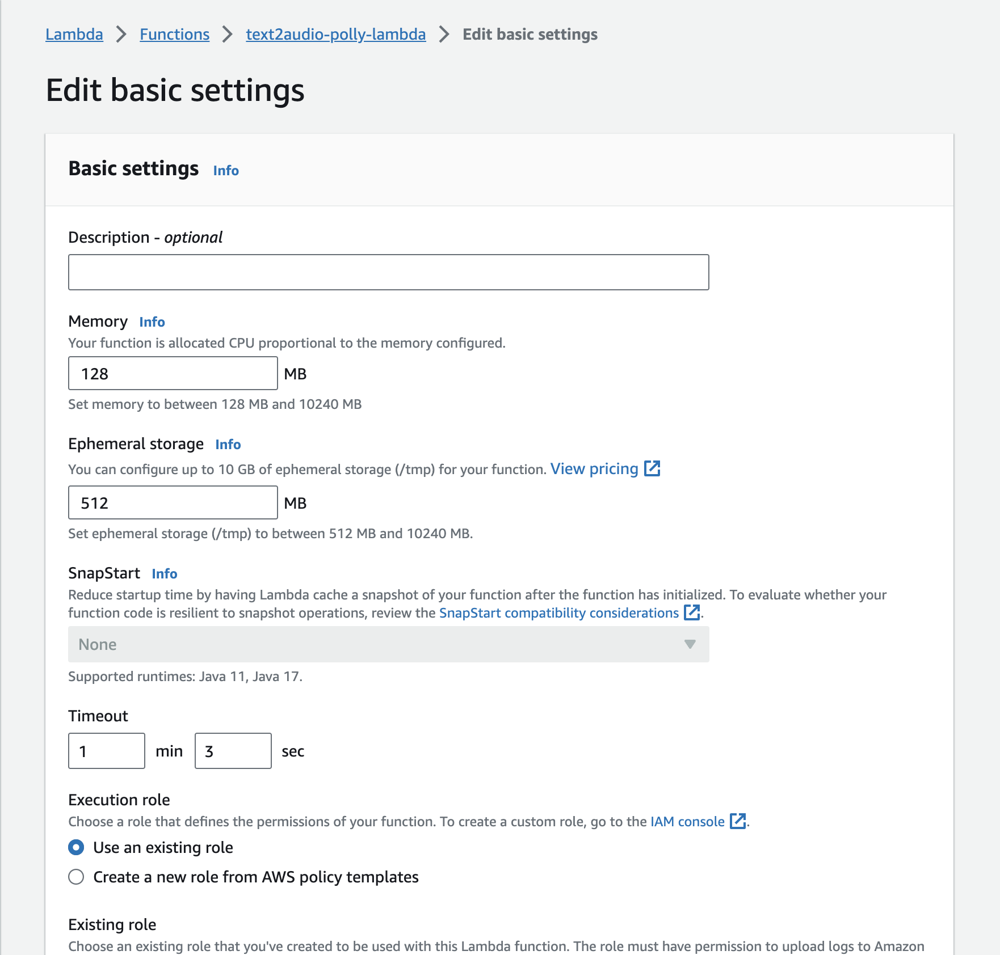 Lambda > Functions > text2audio-polly-lambda > Edit basic settings
Edit basic settings
Basic settings Info
Description - optional
Memory Info
Your function is allocated CPU proportional to the memory configured.
128 MB
Set memory to between 128 MB and 10240 MB
Ephemeral storage Info
You can configure up to 10 GB of ephemeral storage (/tmp) for your function. View pricing
512 MB
Set ephemeral storage (/tmp) to between 512 MB and 10240 MB.
SnapStart Info
Reduce startup time by having Lambda cache a snapshot of your function after the function has initialized. To evaluate whether your
function code is resilient to snapshot operations, review the SnapStart compatibility considerations .
None
Supported runtimes: Java 11, Java 17.
Timeout
1 min 3 sec
Execution role
Choose a role that defines the permissions of your function. To create a custom role, go to the IAM console .
Use an existing role
Create a new role from AWS policy templates
Existing role
Choose an existing role that you've created to be used with this Lambda function. The role must have permission to upload logs to Amazon